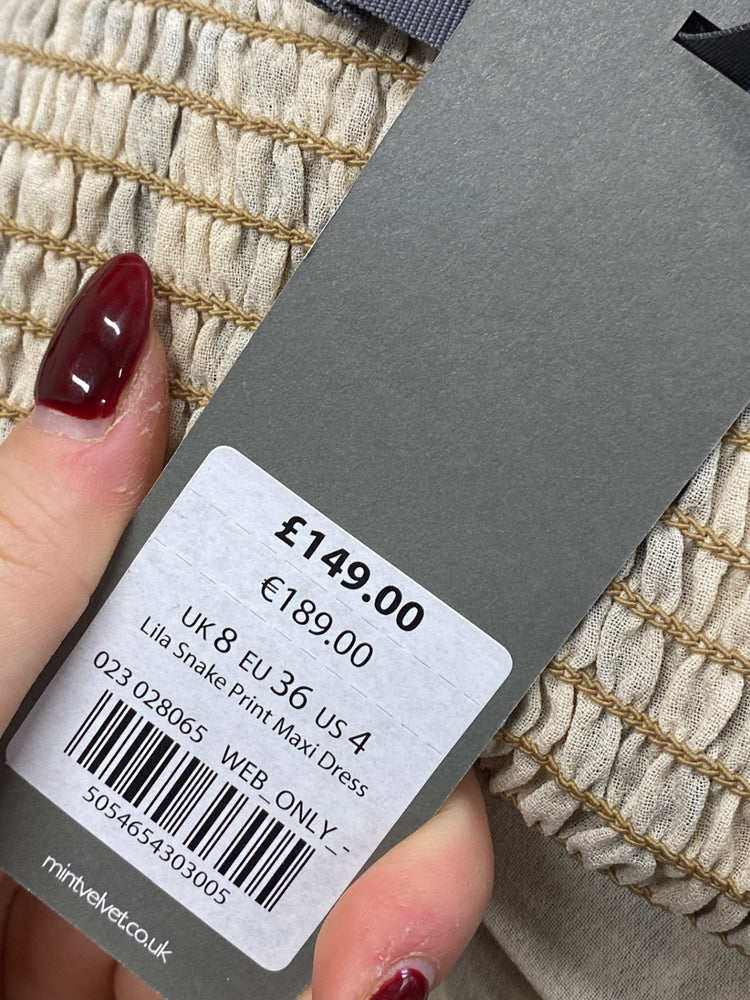 £149.00
€189.00
UK 8 EU 36 US 4
Lila Snake Print Maxi Dress
023 028065 WEB_ONLY_-
5054654303005
mintvelvet.co.uk